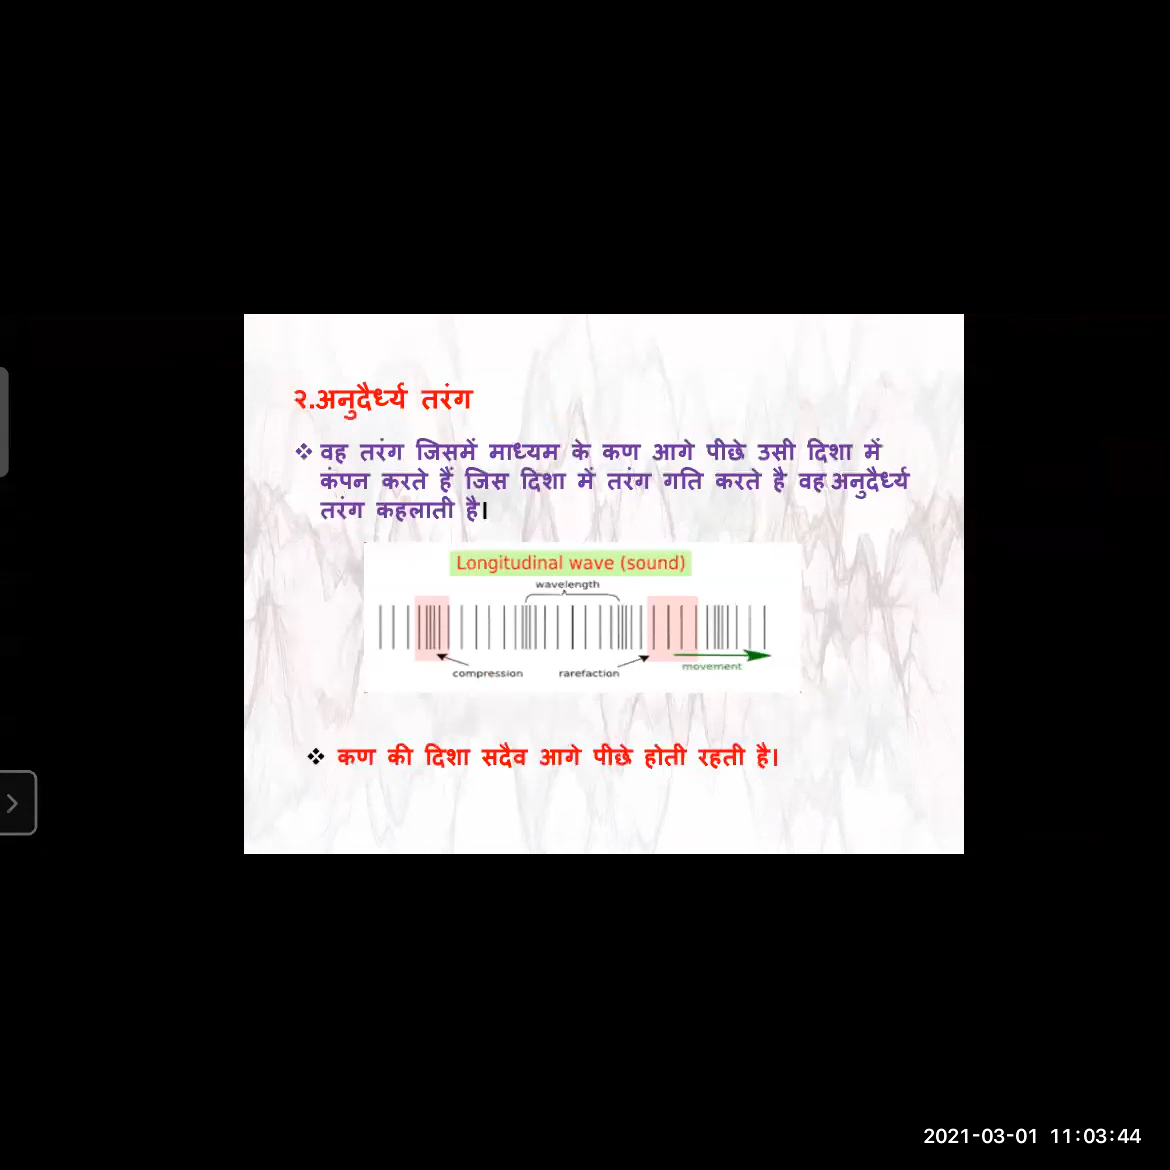 २.अनुदैर्ध्य तरंग
❖ वह तरंग जिसमें माध्यम के कण आगे पीछे उसी दिशा में
कंपन करते हैं जिस दिशा में तरंग गति करते है वह अनुदैर्ध्य
तरंग कहलाती है।
Longitudinal wave (sound)
wavelength
compression
rarefaction
movement
❖ कण की दिशा सदैव आगे पीछे होती रहती है।
2021-03-01 11:03:44